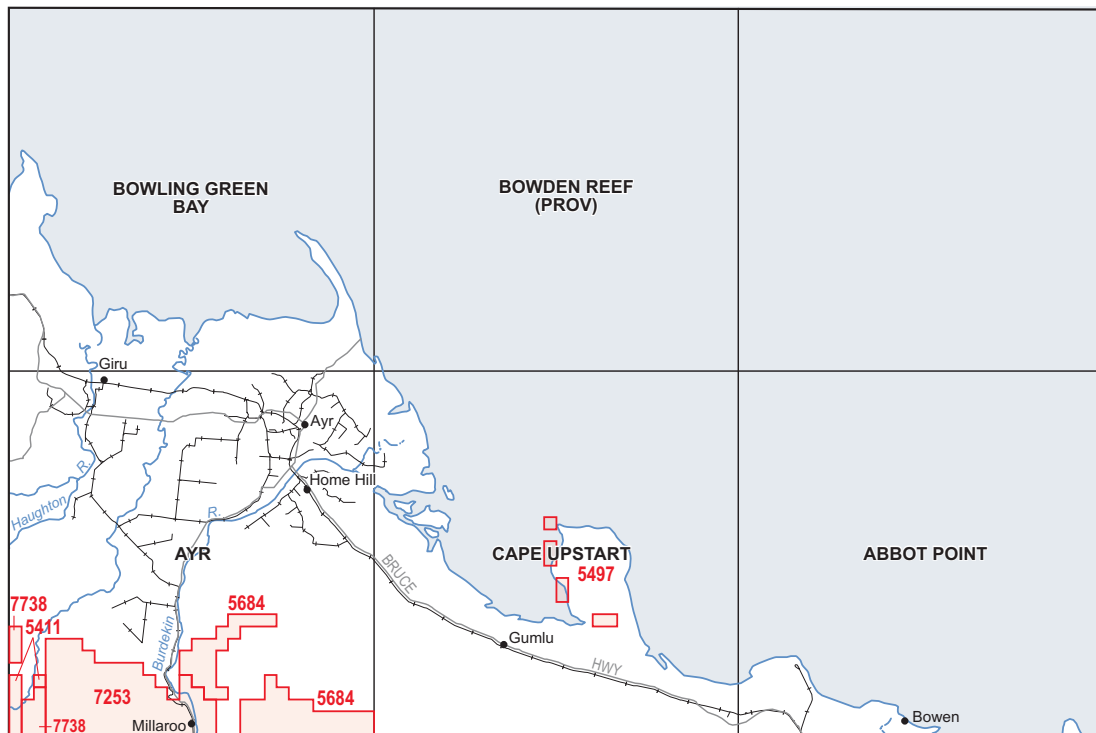 BOWLING GREEN
BAY
BOWDEN REEF
(PROV)
Giru
Ayr
R.
Home Hill
Haughton
R.
AYR
BRUCE
CAPE UPSTART
5497
ABBOT POINT
7738
5684
5411
Burdekin
Gumlu
HWY
7253
5684
7738
Millaroo
Bowen